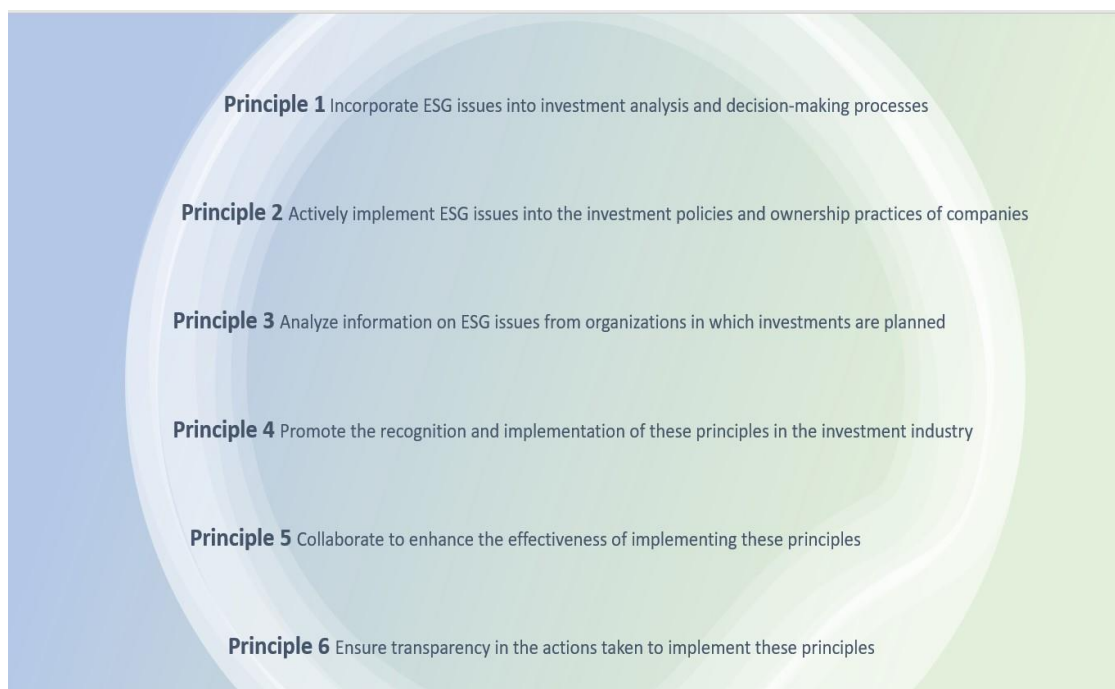 Principle 1 Incorporate ESG issues into investment analysis and decision-making processes
Principle 2 Actively implement ESG issues into the investment policies and ownership practices of companies
Principle 3 Analyze information on ESG issues from organizations in which investments are planned
Principle 4 Promote the recognition and implementation of these principles in the investment industry
Principle 5 Collaborate to enhance the effectiveness of implementing these principles
Principle 6 Ensure transparency in the actions taken to implement these principles